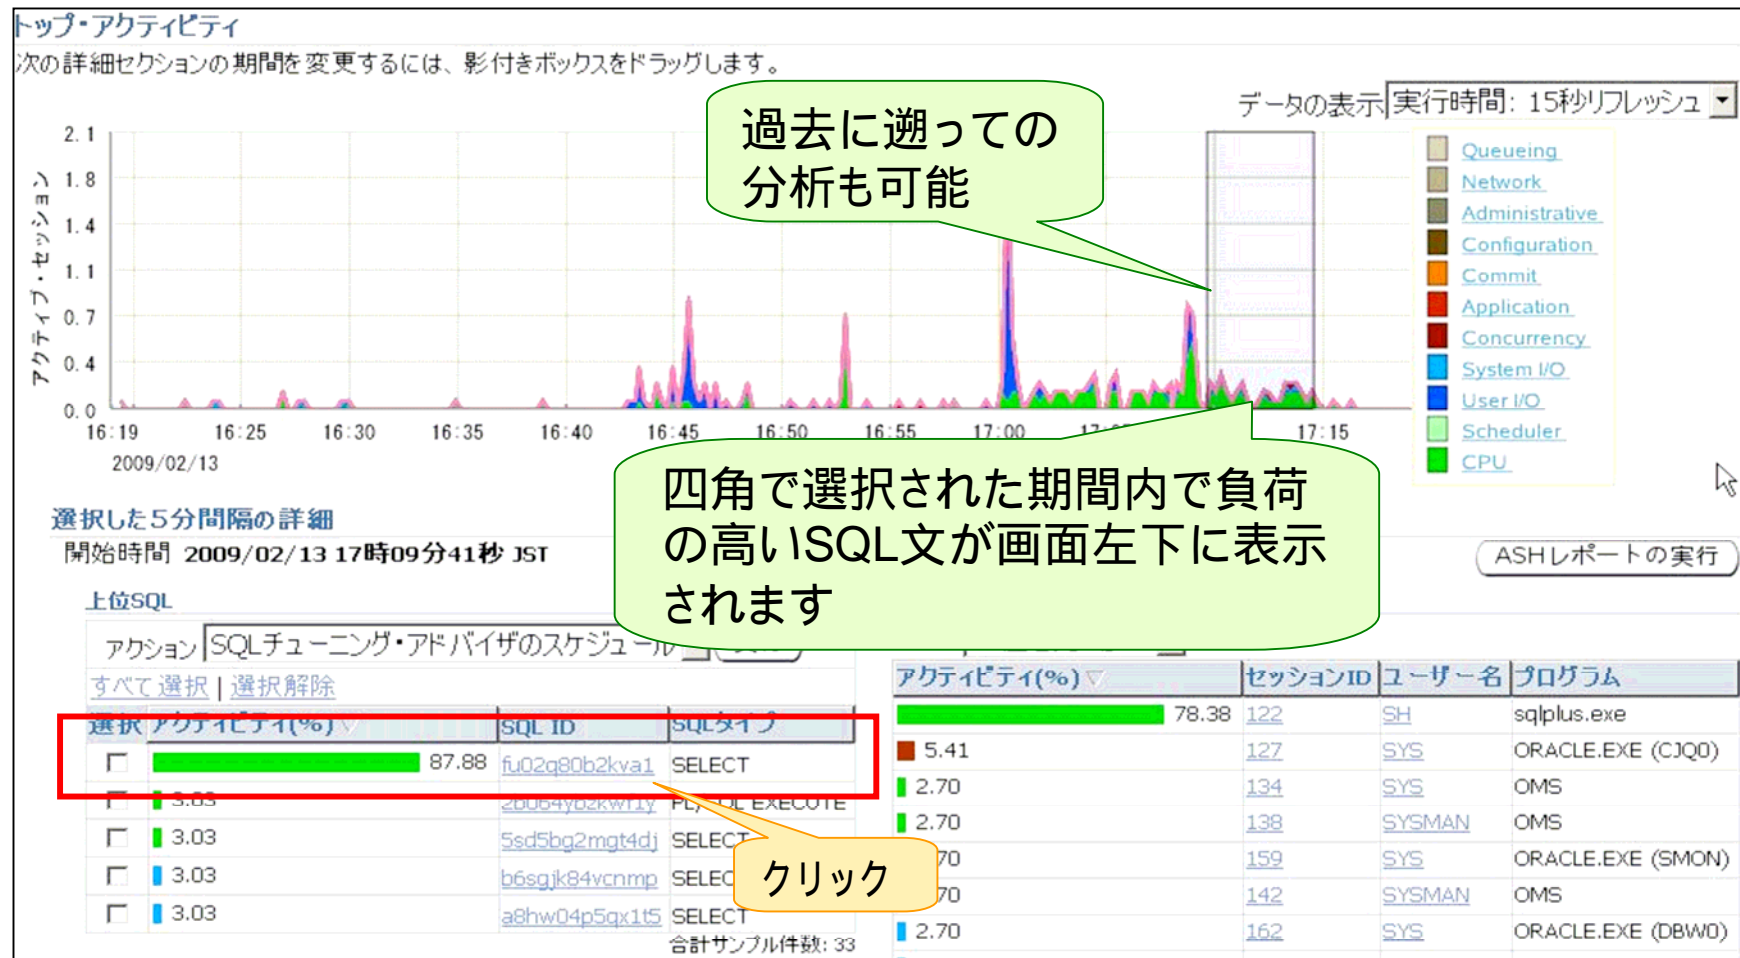 トップ・アクティビティ
次の詳細セクションの期間を変更するには、影付きボックスをドラッグします。
データの表示 実行時間: 15秒リフレッシュ
過去に遡っての
分析も可能
アクティブ・セッション
2.1
1.8
1.4
1.1
0.7
0.4
0.0
16:19 16:25 16:30 16:35 16:40 16:45 16:50 16:55 17:00 17:15
2009/02/13
Queueing
Network
Administrative
Configuration
Commit
Application
Concurrency
System I/O
User I/O
Scheduler
CPU
四角で選択された期間内で負荷
の高いSQL文が画面左下に表示
されます
選択した5分間隔の詳細
開始時間 2009/02/13 17時09分41秒 JST
ASHレポートの実行
上位SQL
アクション SQLチューニング・アドバイザのスケジュール
すべて選択 | 選択解除
選択 アクティビティ(%) SQL ID SQLタイプ
87.88 fu02q80b2kva1 SELECT
3.03 2b064yb2kwf1y PL/SQL EXECUTE
3.03 5sd5bg2mgt4dj SELECT
3.03 b6sgjk84vcnmp SELEC
3.03 a8hw04p5qx1t5 SELECT
合計サンプル件数: 33
クリック
アクティビティ(%) セッションID ユーザー名 プログラム
78.38 122 SH sqlplus.exe
5.41 127 SYS ORACLE.EXE (CJQ0)
2.70 134 SYS OMS
2.70 138 SYSMAN OMS
70 159 SYS ORACLE.EXE (SMON)
70 142 SYSMAN OMS
2.70 162 SYS ORACLE.EXE (DBW0)